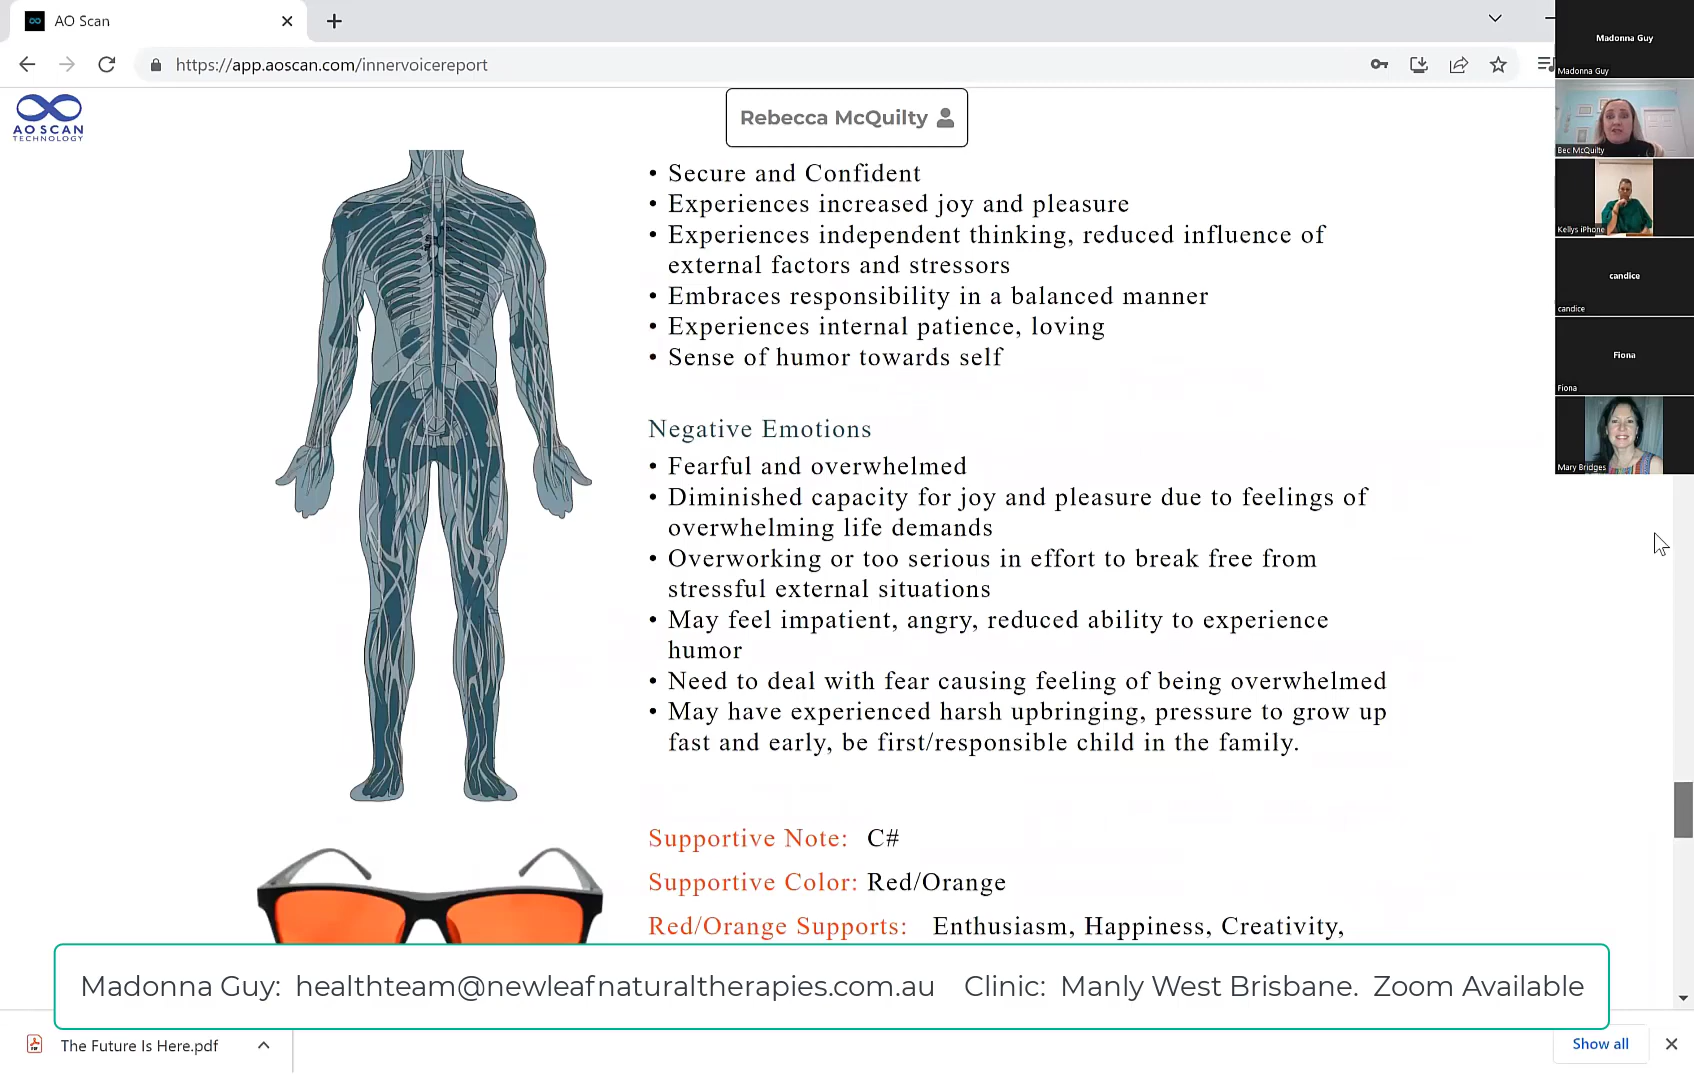 AO Scan
https://app.aoscan.com/innervoicereport
AO SCAN
TECHNOLOGY
Rebecca McQuilty
• Secure and Confident
• Experiences increased joy and pleasure
• Experiences independent thinking, reduced influence of
external factors and stressors
• Embraces responsibility in a balanced manner
• Experiences internal patience, loving
• Sense of humor towards self
Negative Emotions
• Fearful and overwhelmed
• Diminished capacity for joy and pleasure due to feelings of
overwhelming life demands
• Overworking or too serious in effort to break free from
stressful external situations
• May feel impatient, angry, reduced ability to experience
humor
• Need to deal with fear causing feeling of being overwhelmed
• May have experienced harsh upbringing, pressure to grow up
fast and early, be first/responsible child in the family.
Supportive Note: C#
Supportive Color: Red/Orange
Red/Orange Supports: Enthusiasm, Happiness, Creativity,
Madonna Guy
Madonna Guy
Bec McQuilty
Kellys iPhone
candice
candice
Fiona
Fiona
Mary Bridges
Madonna Guy: healthteam@newleafnaturaltherapies.com.au Clinic: Manly West Brisbane. Zoom Available
The Future Is Here.pdf
Show all